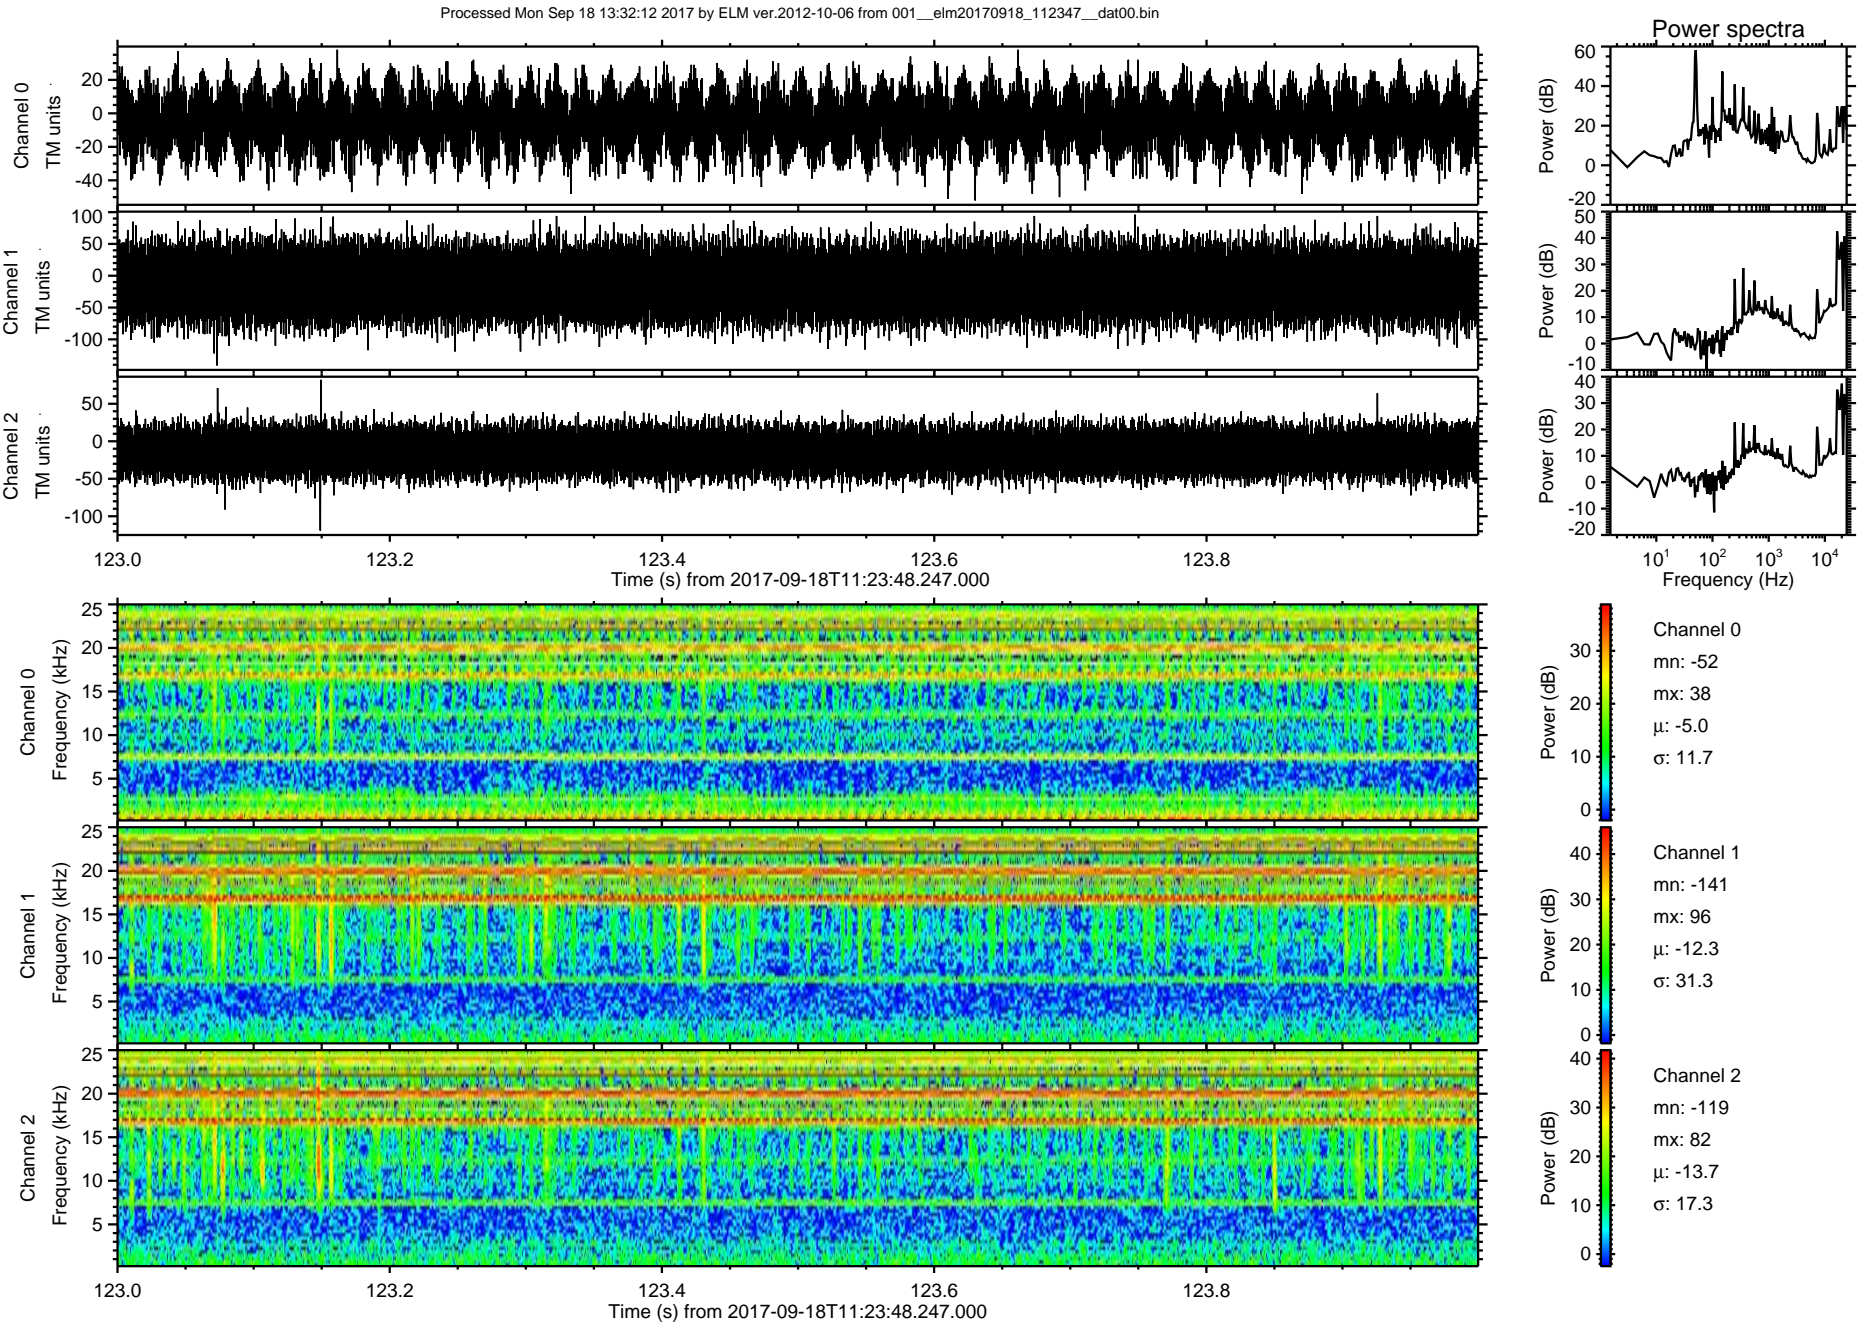 Processed Mon Sep 18 13:32:12 2017 by ELM ver.2012-10-06 from 001__elm20170918_112347__dat00.bin
Power spectra
Channel 0
TM units
20
0
-20
-40
Power (dB)
60
40
20
0
-20
Channel 1
TM units
100
50
0
-50
-100
Power (dB)
50
40
30
20
10
0
-10
Channel 2
TM units
50
0
-50
-100
Power (dB)
40
30
20
10
0
-10
-20
123.0
123.2
123.4
123.6
123.8
Time (s) from 2017-09-18T11:23:48.247.000
10^1
10^2
10^3
10^4
Frequency (Hz)
Channel 0
Frequency (kHz)
25
20
15
10
5
Power (dB)
30
20
10
0
Channel 0
mn: -52
mx: 38
μ: -5.0
σ: 11.7
Channel 1
Frequency (kHz)
25
20
15
10
5
Power (dB)
40
30
20
10
0
Channel 1
mn: -141
mx: 96
μ: -12.3
σ: 31.3
Channel 2
Frequency (kHz)
25
20
15
10
5
Power (dB)
40
30
20
10
0
Channel 2
mn: -119
mx: 82
μ: -13.7
σ: 17.3
123.0
123.2
123.4
123.6
123.8
Time (s) from 2017-09-18T11:23:48.247.000